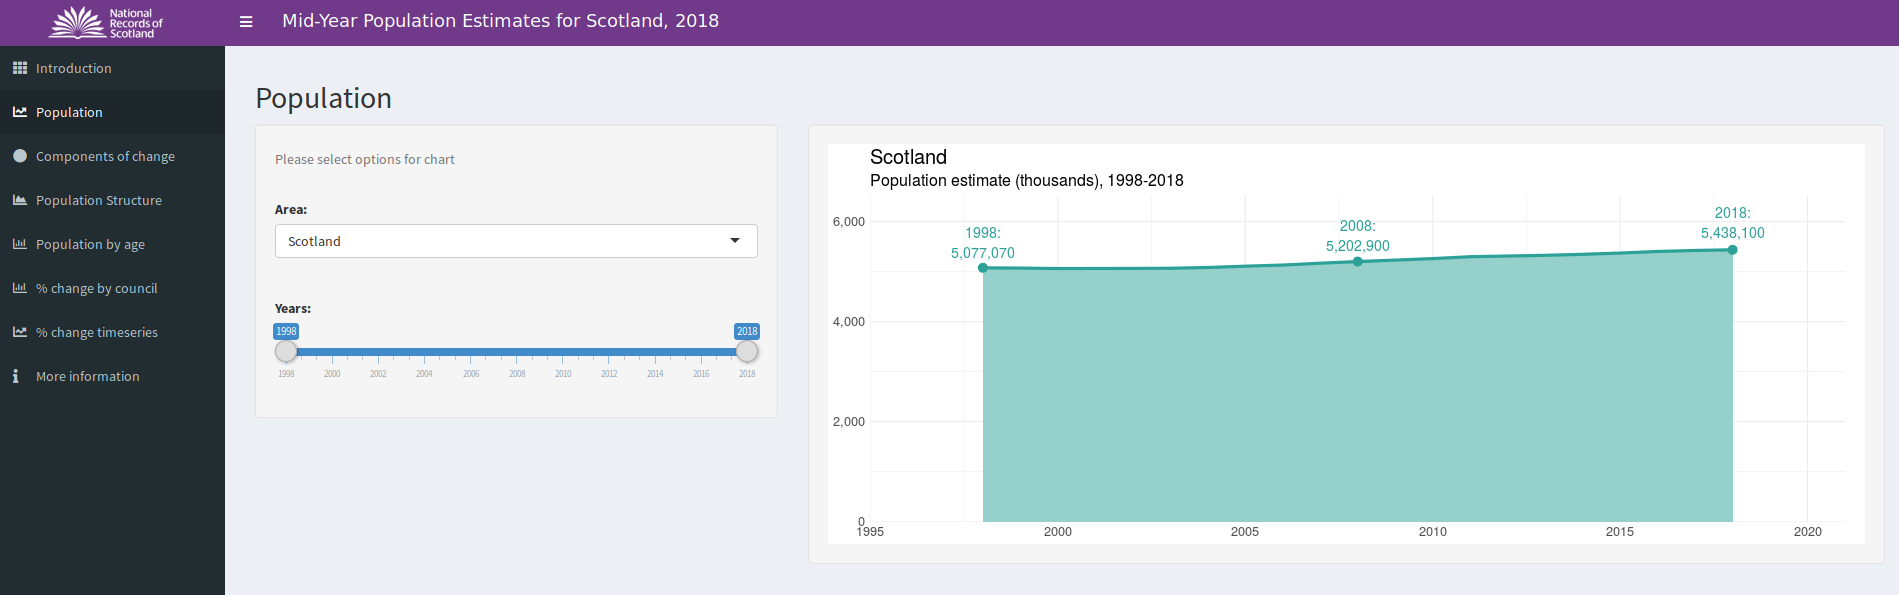 National
Records of
Scotland
Mid-Year Population Estimates for Scotland, 2018
Introduction
Population
Components of change
Population Structure
Population by age
% change by council
% change timeseries
More information
Population
Please select options for chart
Area:
Scotland
Years:
1998 2018
1998 2000 2002 2004 2006 2008 2010 2012 2014 2016 2018
Scotland
Population estimate (thousands), 1998-2018
6,000
4,000
2,000
0
1998:
5,077,070
2008:
5,202,900
2018:
5,438,100
1995 2000 2005 2010 2015 2020